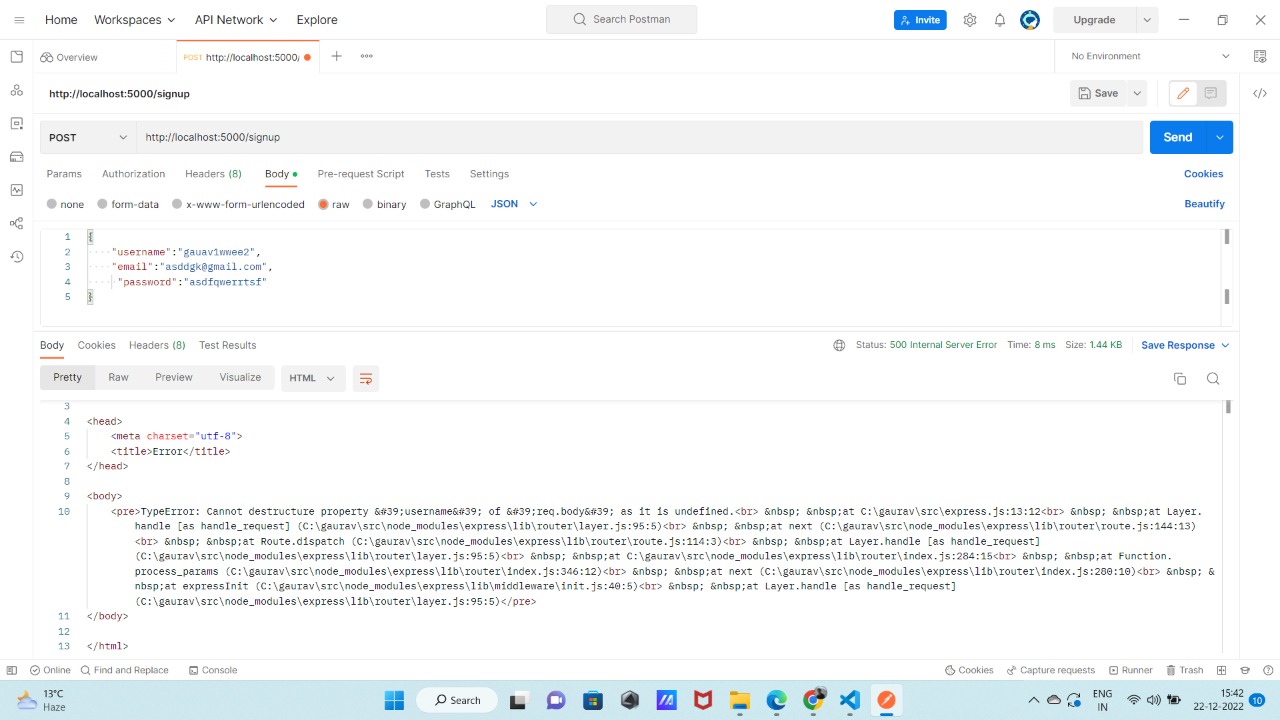 Home Workspaces API Network Explore Search Postman Invite Upgrade
Overview POST http://localhost:5000/ No Environment
http://localhost:5000/signup Save
POST http://localhost:5000/signup Send
Params Authorization Headers (8) Body Pre-request Script Tests Settings Cookies
none form-data x-www-form-urlencoded raw binary GraphQL JSON Beautify
1 {
2 "username":"gauav1wwee2",
3 "email":"asddgk@gmail.com",
4 "password":"asdfqwerrtsf"
5 }
Body Cookies Headers (8) Test Results Status: 500 Internal Server Error Time: 8 ms Size: 1.44 KB Save Response
Pretty Raw Preview Visualize HTML
3
4 <head>
5 <meta charset="utf-8">
6 <title>Error</title>
7 </head>
8
9 <body>
10 <pre>TypeError: Cannot destructure property &#39;username&#39; of &#39;req.body&#39; as it is undefined.<br> &nbsp; &nbsp;at C:\gaurav\src\express.js:13:12<br> &nbsp; &nbsp;at Layer.
handle [as handle_request] (C:\gaurav\src\node_modules\express\lib\router\layer.js:95:5)<br> &nbsp; &nbsp;at next (C:\gaurav\src\node_modules\express\lib\router\route.js:144:13)
<br> &nbsp; &nbsp;at Route.dispatch (C:\gaurav\src\node_modules\express\lib\router\route.js:114:3)<br> &nbsp; &nbsp;at Layer.handle [as handle_request]
(C:\gaurav\src\node_modules\express\lib\router\layer.js:95:5)<br> &nbsp; &nbsp;at C:\gaurav\src\node_modules\express\lib\router\index.js:284:15<br> &nbsp; &nbsp;at Function.
process_params (C:\gaurav\src\node_modules\express\lib\router\index.js:346:12)<br> &nbsp; &nbsp;at next (C:\gaurav\src\node_modules\express\lib\router\index.js:280:10)<br> &nbsp; &
nbsp;at expressInit (C:\gaurav\src\node_modules\express\lib\middleware\init.js:40:5)<br> &nbsp; &nbsp;at Layer.handle [as handle_request]
(C:\gaurav\src\node_modules\express\lib\router\layer.js:95:5)</pre>
11 </body>
12
13 </html>
Online Find and Replace Console Cookies Capture requests Runner Trash
13°C
Haze
Search
ENG
IN
15:42
22-12-2022
10